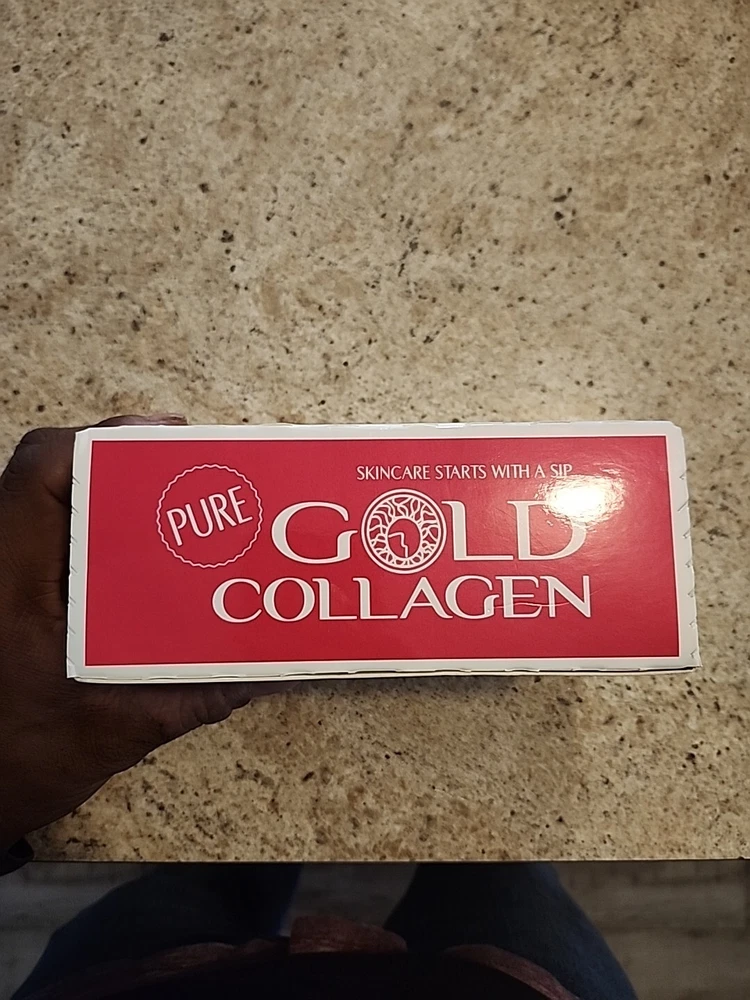 SKINCARE STARTS WITH A SIP
PURE
GOLD
COLLAGEN